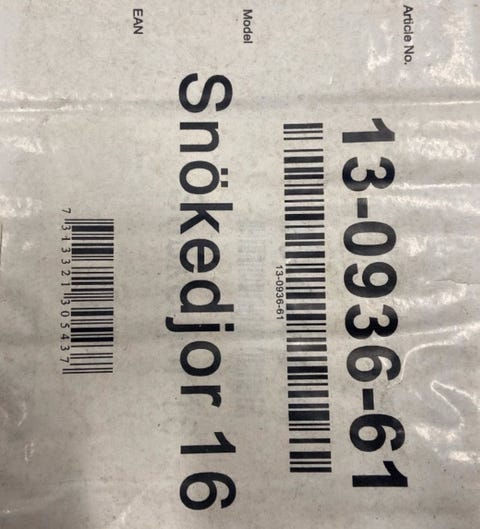 Article No.
13-0936-61
13-0936-61
Model
Snökedjor 16
EAN
7 313321 305437